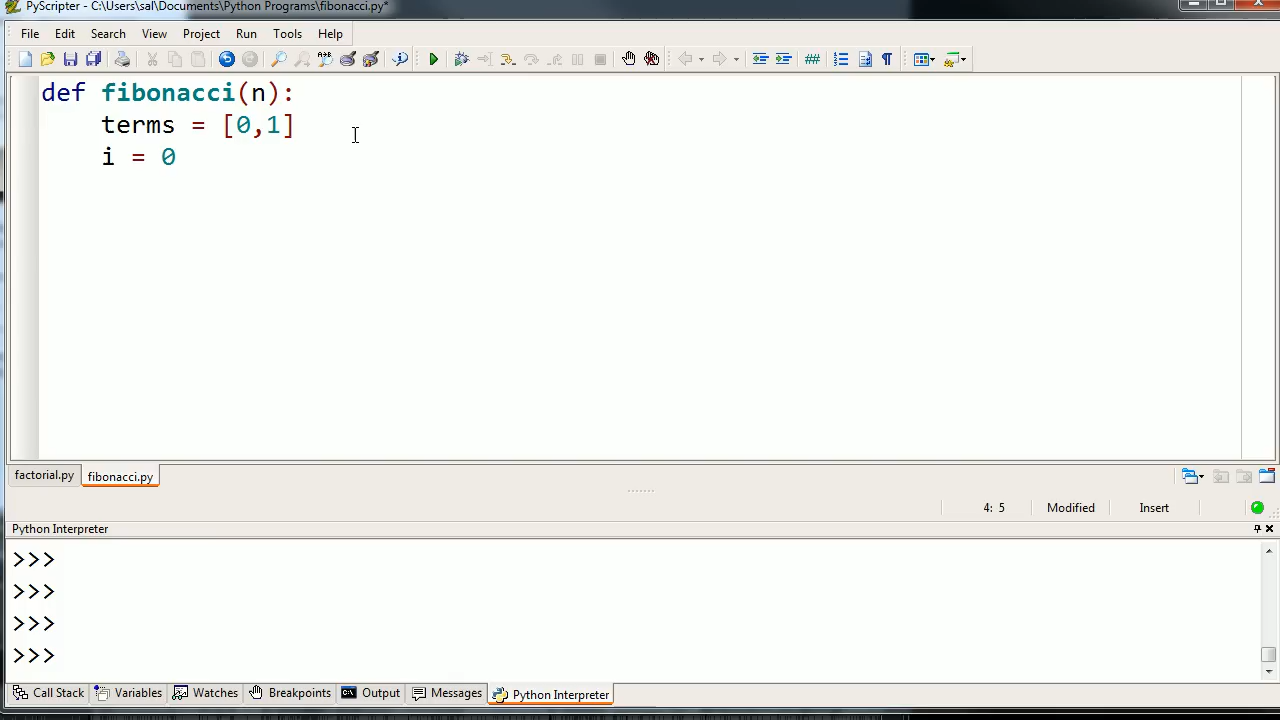 PyScripter - C:\Users\sal\Documents\Python Programs\fibonacci.py*
File Edit Search View Project Run Tools Help
def fibonacci(n):
    terms = [0,1]
    i = 0
factorial.py fibonacci.py
4: 5 Modified Insert
Python Interpreter
>>>
>>>
>>>
>>>
Call Stack Variables Watches Breakpoints Output Messages Python Interpreter